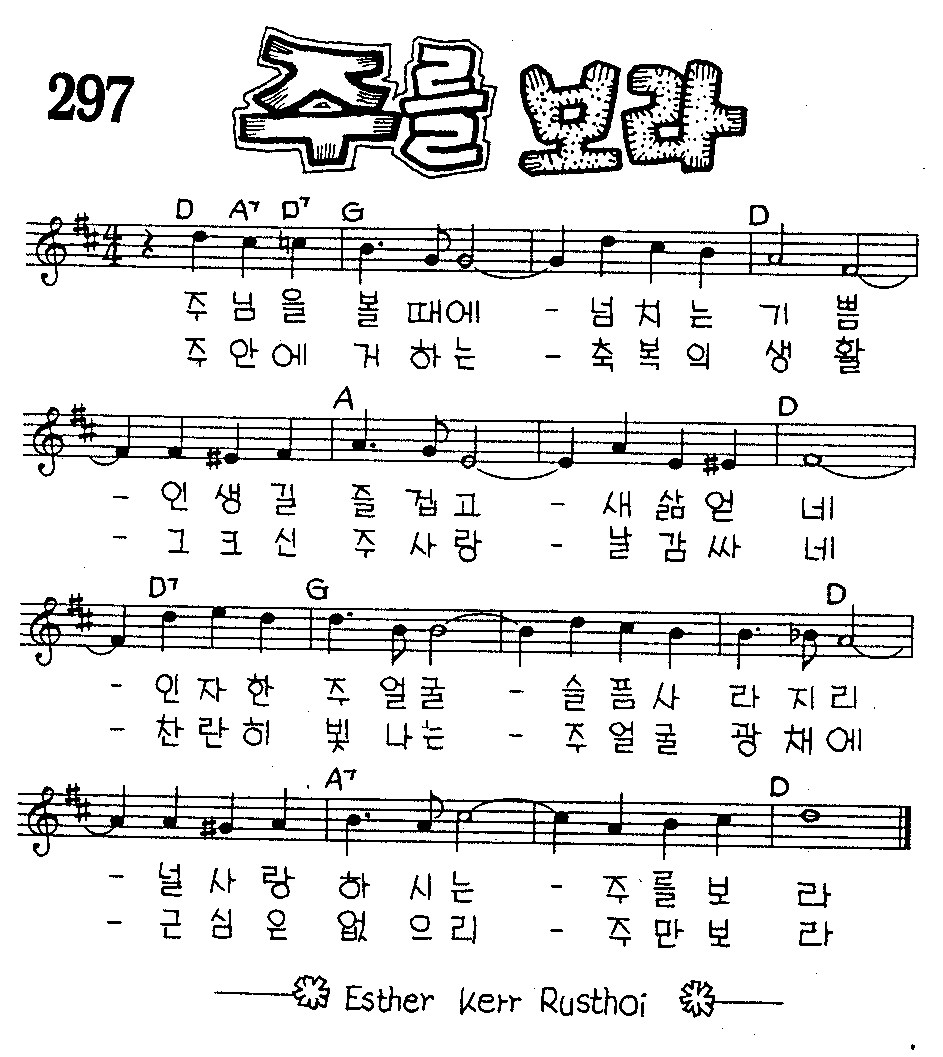 297 주를 보라
D A7 D7 G D
주 님 을 볼 때에 - 넘 치 는 기 쁨
주 안 에 거 하 는 - 축 복 의 생 활
A D
- 인 생 길 즐 겁 고 - 새 삶 얻 네
- 그 크 신 주 사 랑 - 날 감 싸 네
D7 G D
- 인 자 한 주 얼 굴 - 슬 픔 사 라 지 리
- 찬 란 히 빛 나 는 - 주 얼 굴 광 채 에
A7 D
- 널 사 랑 하 시 는 - 주 를 보 라
- 근 심 은 없 으 리 - 주 만 보 라
Esther Kerr Rusthoi